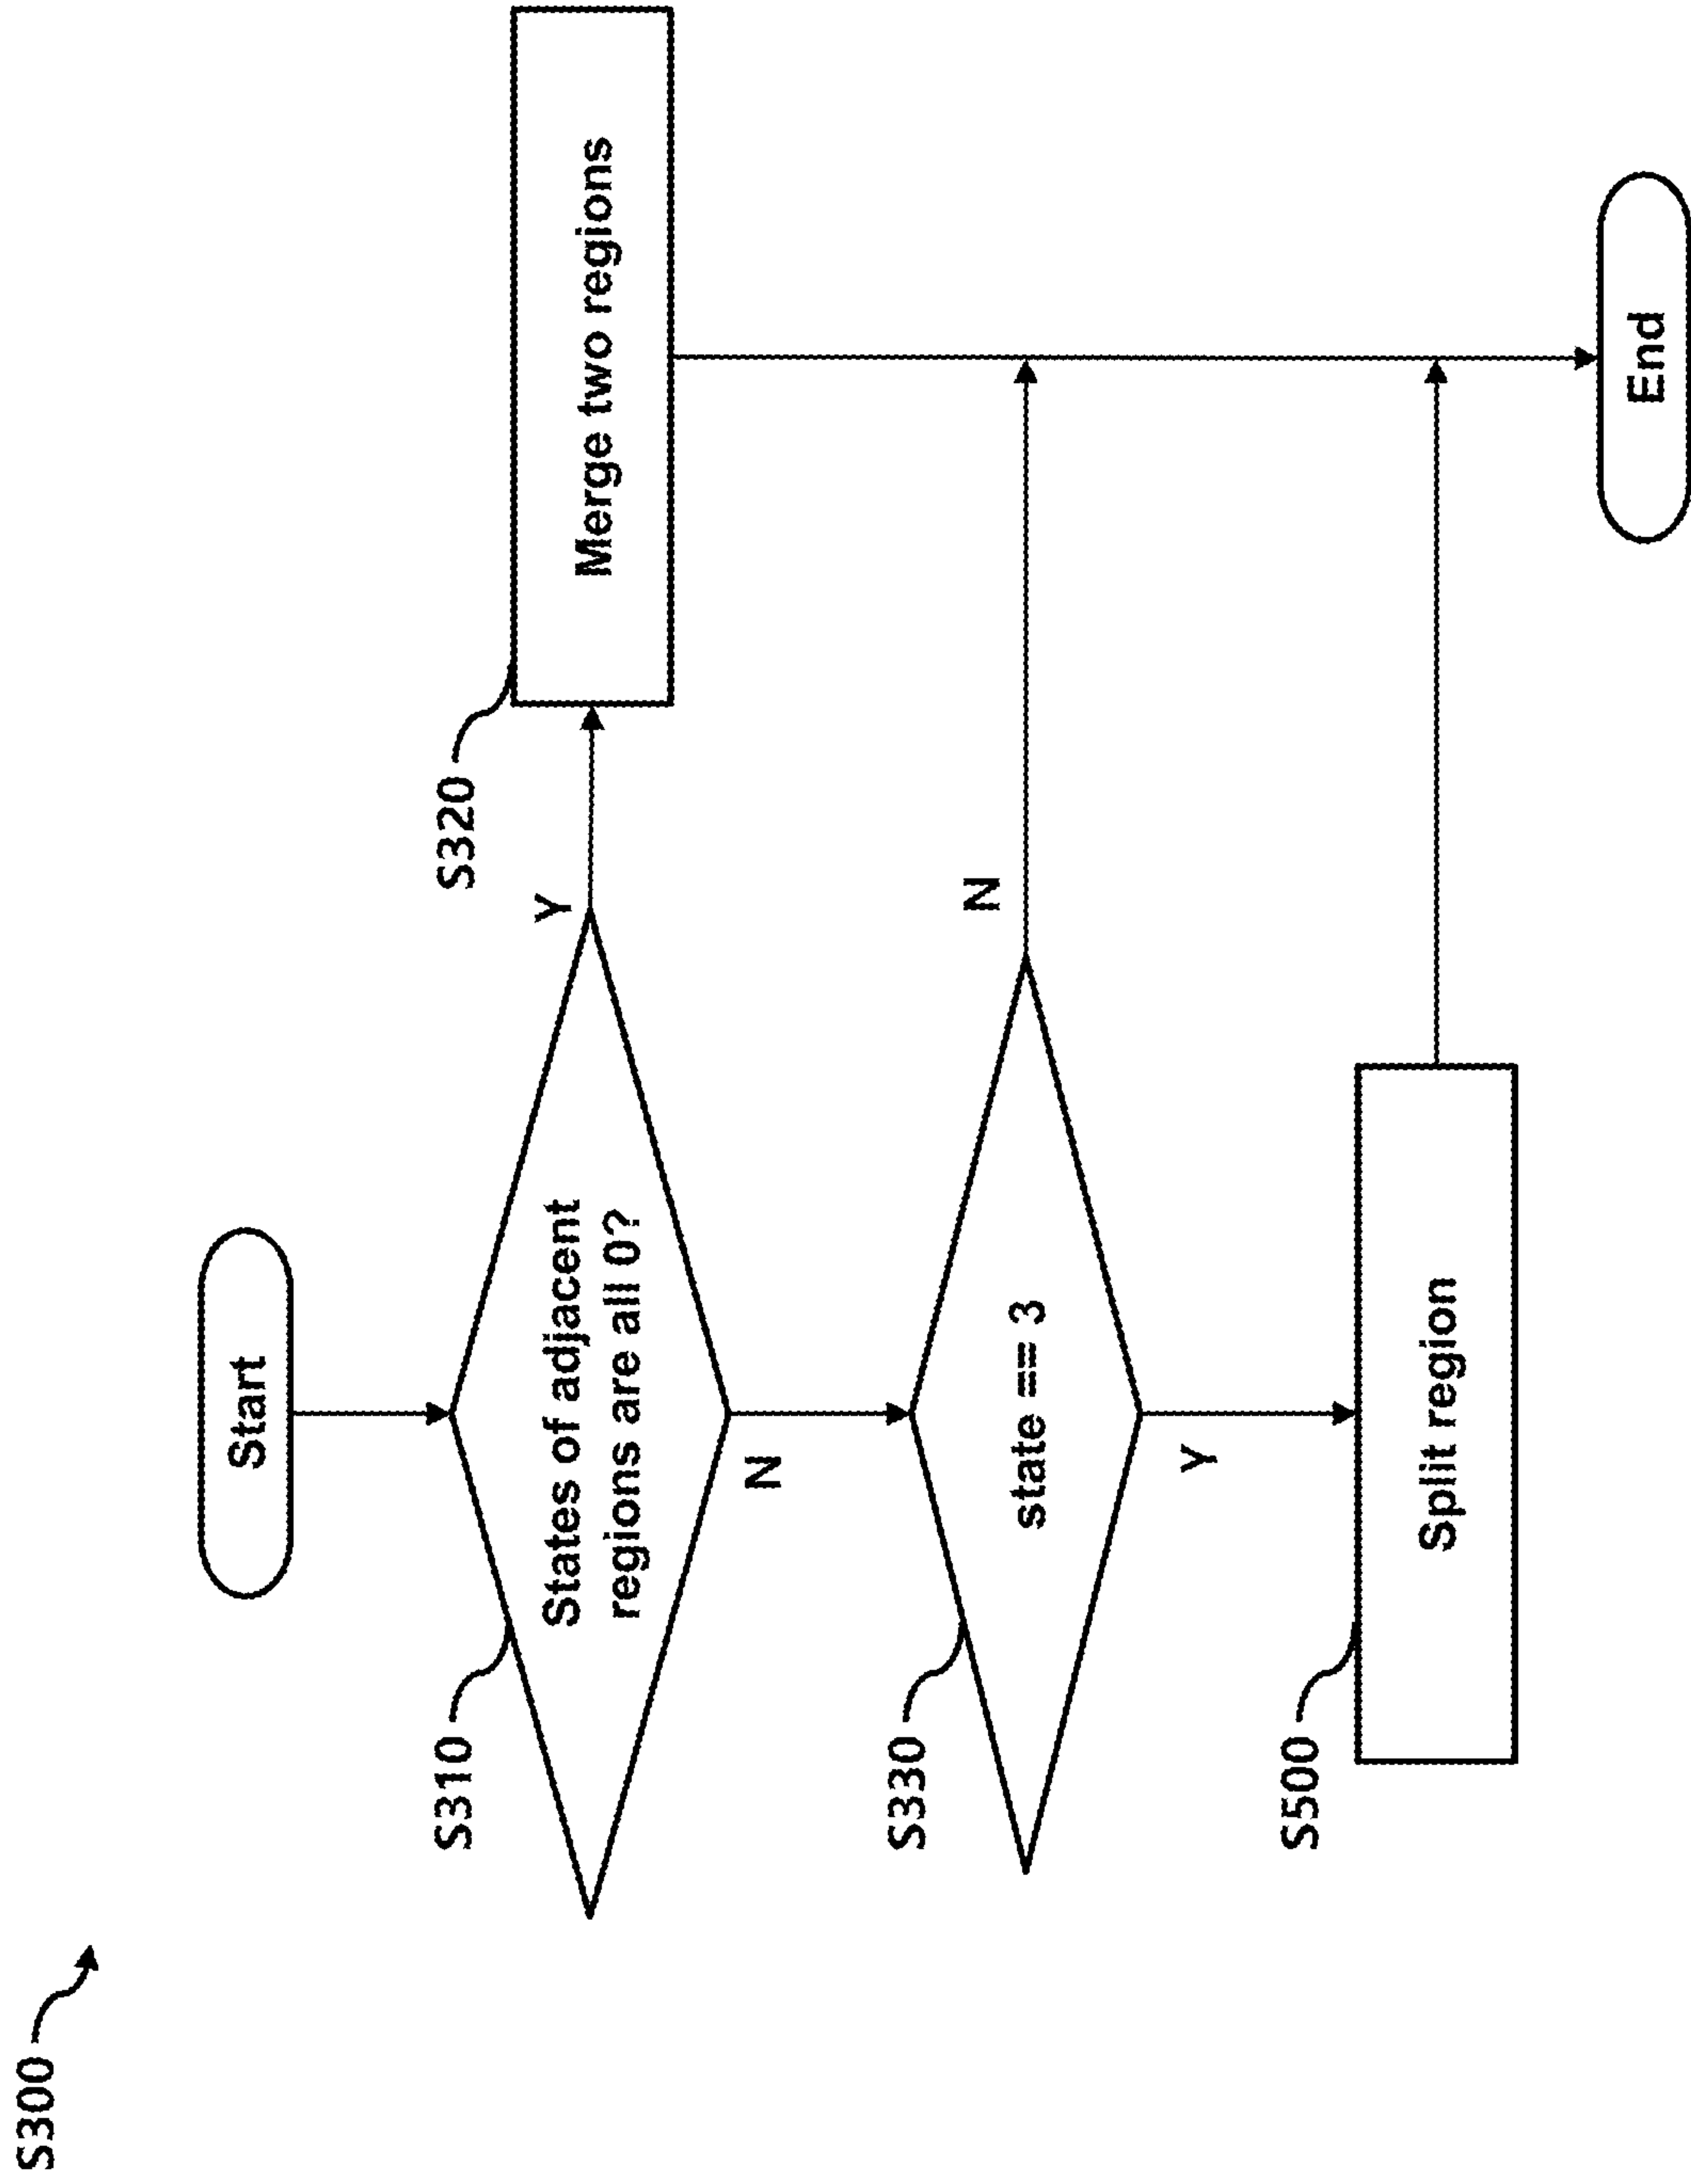 S300
Start
S310
States of adjacent
regions are all 0?
Y
S320
Merge two regions
N
S330
state == 3
N
Y
S500
Split region
End